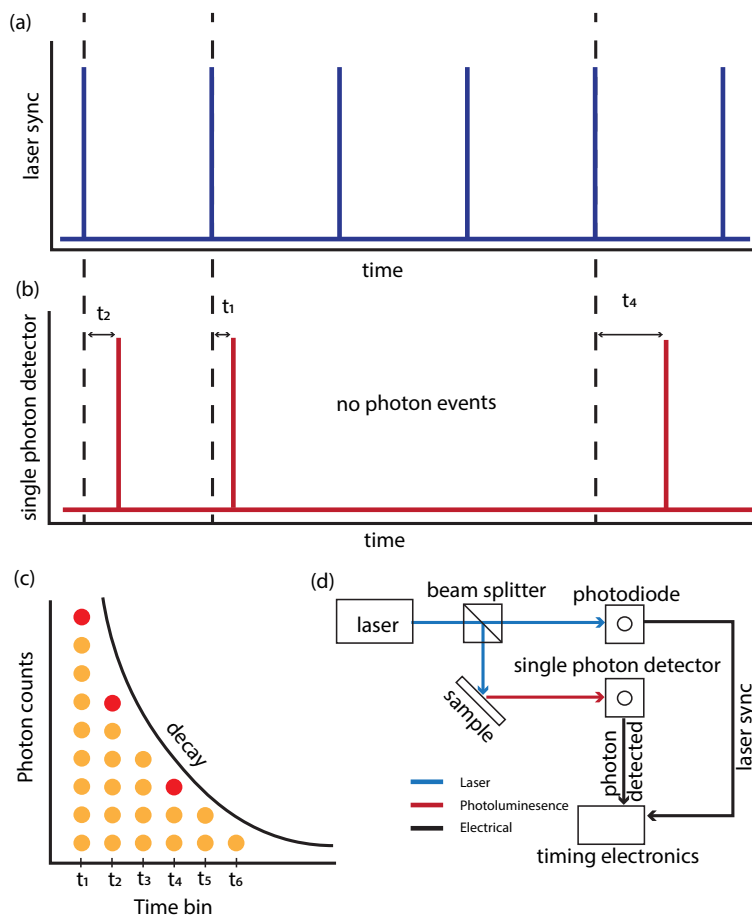 (a)
laser sync
time
(b)
t₂
t₁
t₄
single photon detector
no photon events
time
(c)
Photon counts
decay
t₁ t₂ t₃ t₄ t₅ t₆
Time bin
(d)
beam splitter
photodiode
laser
single photon detector
sample
photon
detected
laser sync
Laser
Photoluminesence
Electrical
timing electronics